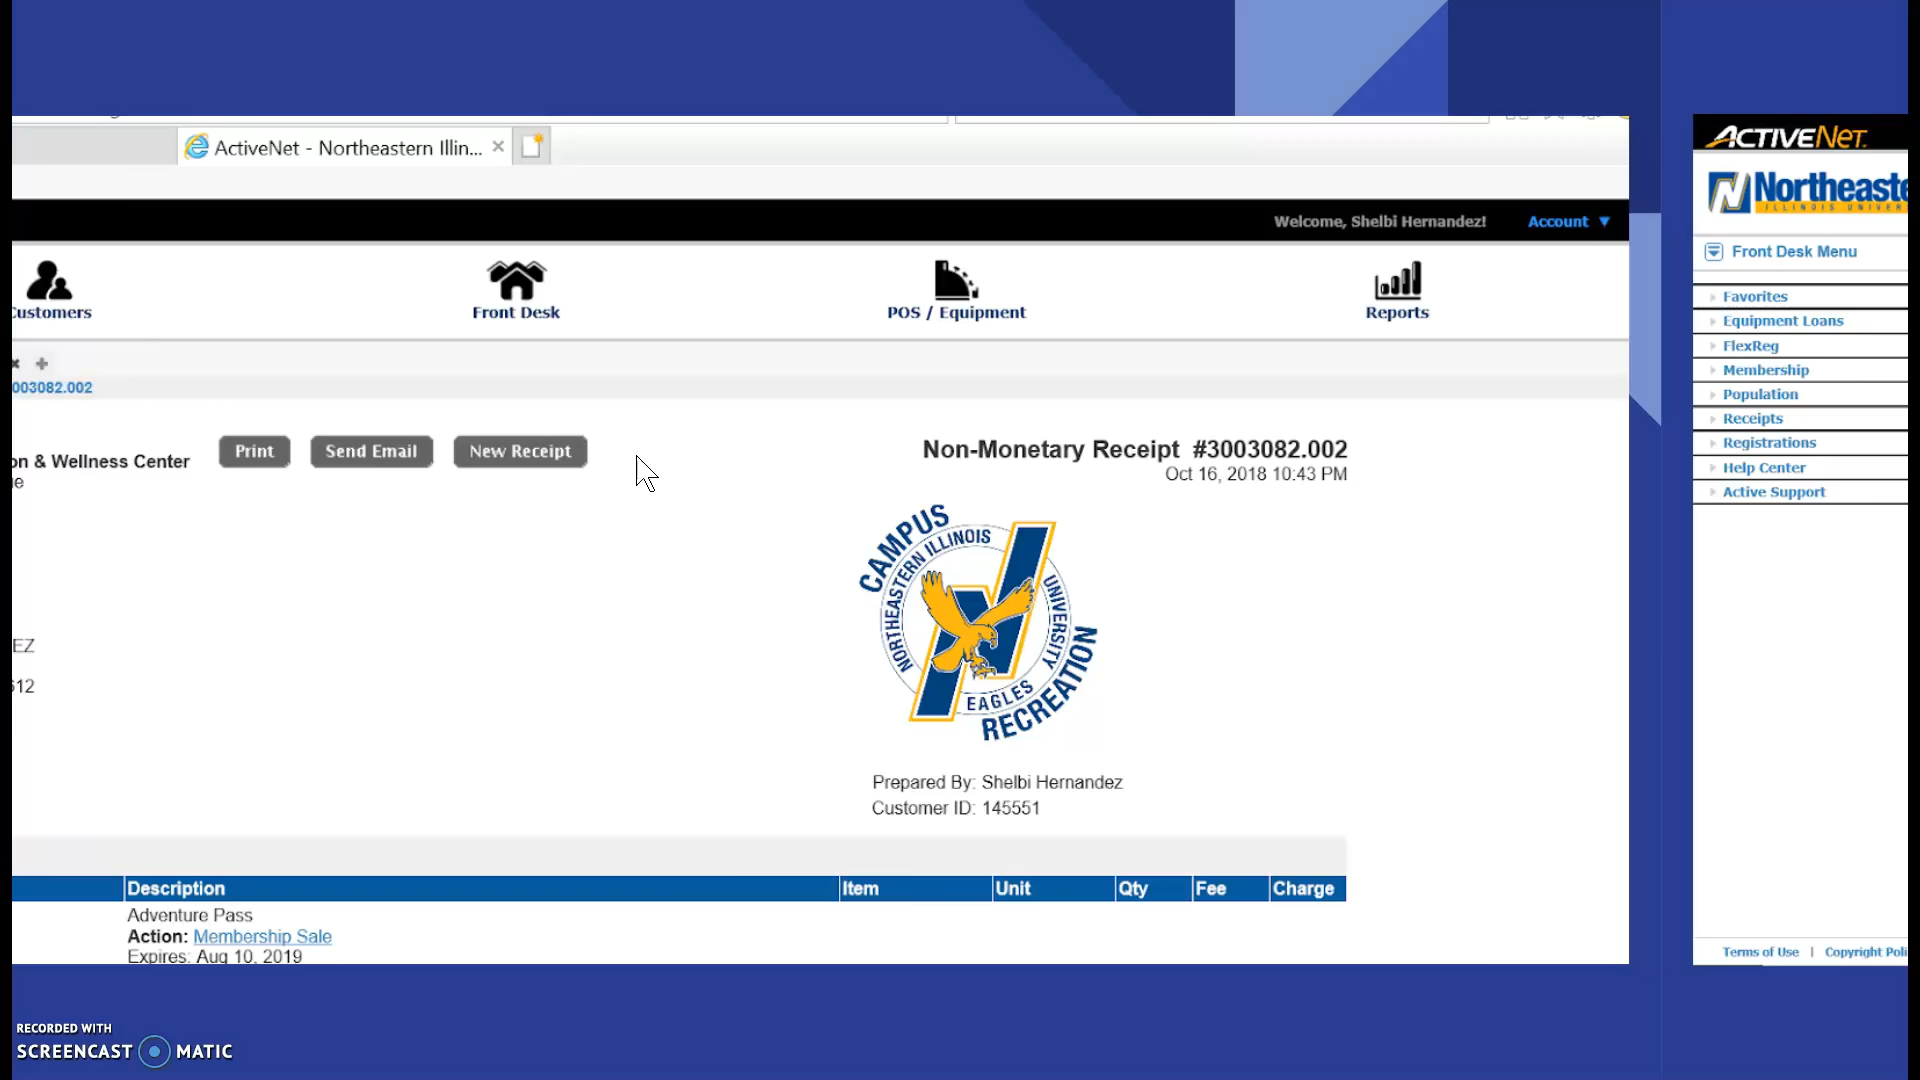 ActiveNet - Northeastern Illin...
Welcome, Shelbi Hernandez! Account
ustomers
Front Desk
POS / Equipment
Reports
003082.002
on & Wellness Center
Print
Send Email
New Receipt
Non-Monetary Receipt #3003082.002
Oct 16, 2018 10:43 PM
EZ
612
CAMPUS
NORTHEASTERN ILLINOIS
UNIVERSITY
EAGLES
RECREATION
Prepared By: Shelbi Hernandez
Customer ID: 145551
Description Item Unit Qty Fee Charge
Adventure Pass
Action: Membership Sale
Expires: Aug 10, 2019
ACTIVENET
Northeaste
ILLINOIS UNIVER
Front Desk Menu
Favorites
Equipment Loans
FlexReg
Membership
Population
Receipts
Registrations
Help Center
Active Support
Terms of Use | Copyright Poli
RECORDED WITH
SCREENCAST MATIC